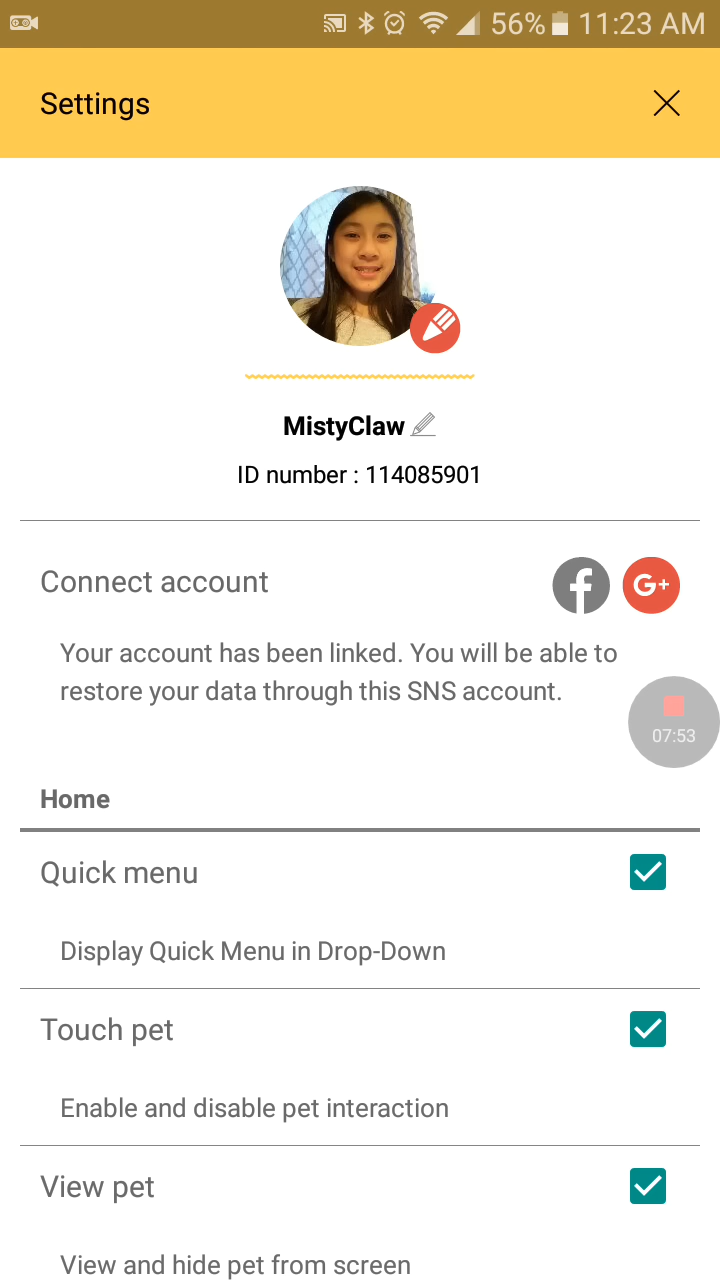 56% 11:23 AM
Settings
MistyClaw
ID number : 114085901
Connect account
G+
Your account has been linked. You will be able to
restore your data through this SNS account.
07:53
Home
Quick menu
Display Quick Menu in Drop-Down
Touch pet
Enable and disable pet interaction
View pet
View and hide pet from screen